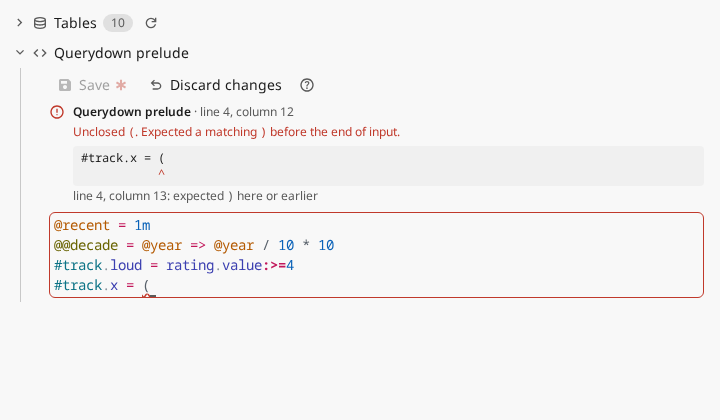 Tables 10
Querydown prelude
Save * Discard changes
Querydown prelude · line 4, column 12
Unclosed (. Expected a matching ) before the end of input.
#track.x = (
^
line 4, column 13: expected ) here or earlier
@recent = 1m
@@decade = @year => @year / 10 * 10
#track.loud = rating.value:>=4
#track.x = (